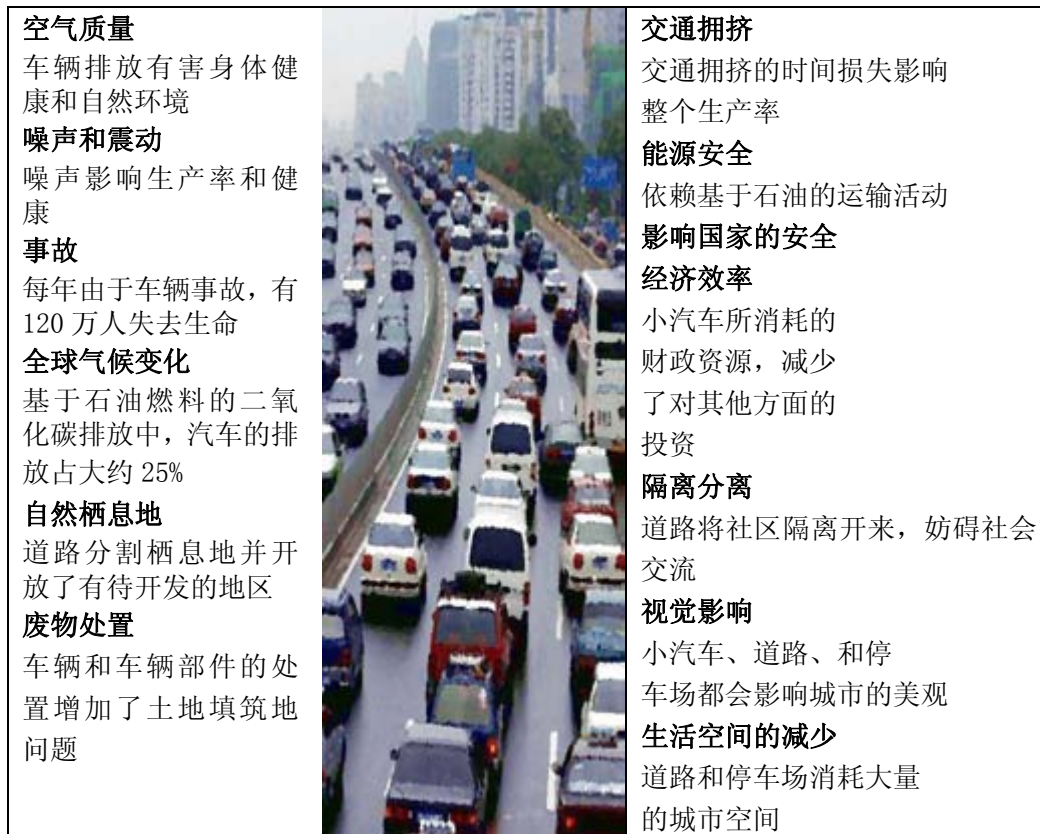 空气质量
车辆排放有害身体健
康和自然环境
噪声和震动
噪声影响生产率和健
康
事故
每年由于车辆事故，有
120 万人失去生命
全球气候变化
基于石油燃料的二氧
化碳排放中，汽车的排
放占大约 25%
自然栖息地
道路分割栖息地并开
放了有待开发的地区
废物处置
车辆和车辆部件的处
置增加了土地填筑地
问题
交通拥挤
交通拥挤的时间损失影响
整个生产率
能源安全
依赖基于石油的运输活动
影响国家的安全
经济效率
小汽车所消耗的
财政资源，减少
了对其他方面的
投资
隔离分离
道路将社区隔离开来，妨碍社会
交流
视觉影响
小汽车、道路、和停
车场都会影响城市的美观
生活空间的减少
道路和停车场消耗大量
的城市空间